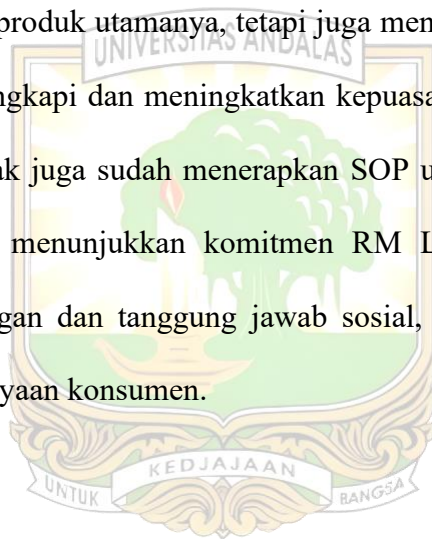 produk utamanya, tetapi juga men
UNIVERSITAS ANDALAS
ngkapi dan meningkatkan kepuasa
ak juga sudah menerapkan SOP u
menunjukkan komitmen RM L
gan dan tanggung jawab sosial,
yaan konsumen.
UNTUK KEDJAJAAN BANGSA